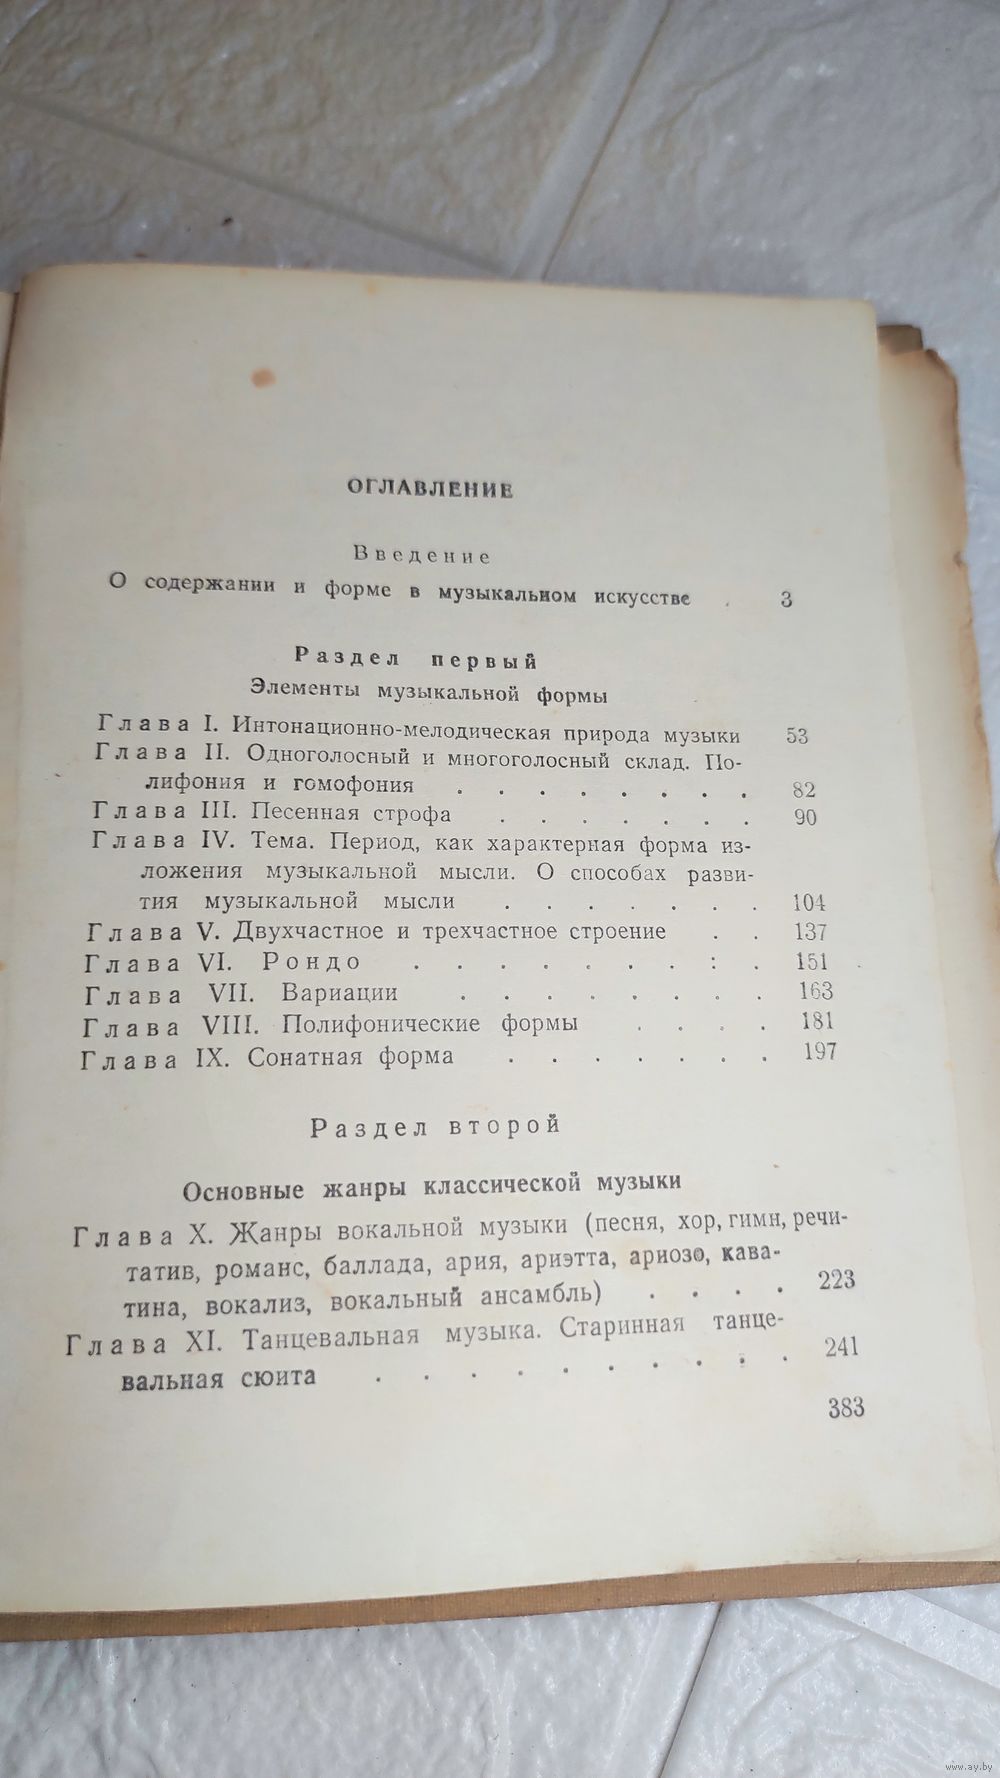 ОГЛАВЛЕНИЕ
Введение
О содержании и форме в музыкальном искусстве . 3
Раздел первый
Элементы музыкальной формы
Глава I. Интонационно-мелодическая природа музыки 53
Глава II. Одноголосный и многоголосный склад. По-
лифония и гомофония . . . . . . . . 82
Глава III. Песенная строфа . . . . . . . 90
Глава IV. Тема. Период, как характерная форма из-
ложения музыкальной мысли. О способах разви-
тия музыкальной мысли . . . . . . . 104
Глава V. Двухчастное и трехчастное строение . . 137
Глава VI. Рондо . . . . . . . : . 151
Глава VII. Вариации . . . . . . . . 163
Глава VIII. Полифонические формы . . . . 181
Глава IX. Сонатная форма . . . . . . . 197
Раздел второй
Основные жанры классической музыки
Глава X. Жанры вокальной музыки (песня, хор, гимн, речи-
татив, романс, баллада, ария, ариэтта, ариозо, кава-
тина, вокализ, вокальный ансамбль) . . . . 223
Глава XI. Танцевальная музыка. Старинная танце-
вальная сюита . . . . . . . . . . 241
383
www.ay.by